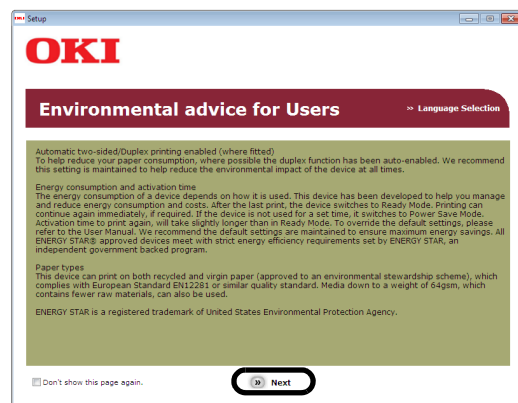 Setup
OKI
Environmental advice for Users
» Language Selection
Automatic two-sided/Duplex printing enabled (where fitted)
To help reduce your paper consumption, where possible the duplex function has been auto-enabled. We recommend
this setting is maintained to help reduce the environmental impact of the device at all times.
Energy consumption and activation time
The energy consumption of a device depends on how it is used. This device has been developed to help you manage
and reduce energy consumption and costs. After the last print, the device switches to Ready Mode. Printing can
continue again immediately, if required. If the device is not used for a set time, it switches to Power Save Mode.
Activation time to print again, will take slightly longer than in Ready Mode. To override the default settings, please
refer to the User Manual. We recommend the default settings are maintained to ensure maximum energy savings. All
ENERGY STAR® approved devices meet with strict energy efficiency requirements set by ENERGY STAR, an
independent government backed program.
Paper types
This device can print on both recycled and virgin paper (approved to an environmental stewardship scheme), which
complies with European Standard EN12281 or similar quality standard. Media down to a weight of 64gsm, which
contains fewer raw materials, can also be used.
ENERGY STAR is a registered trademark of United States Environmental Protection Agency.
Don't show this page again.
» Next